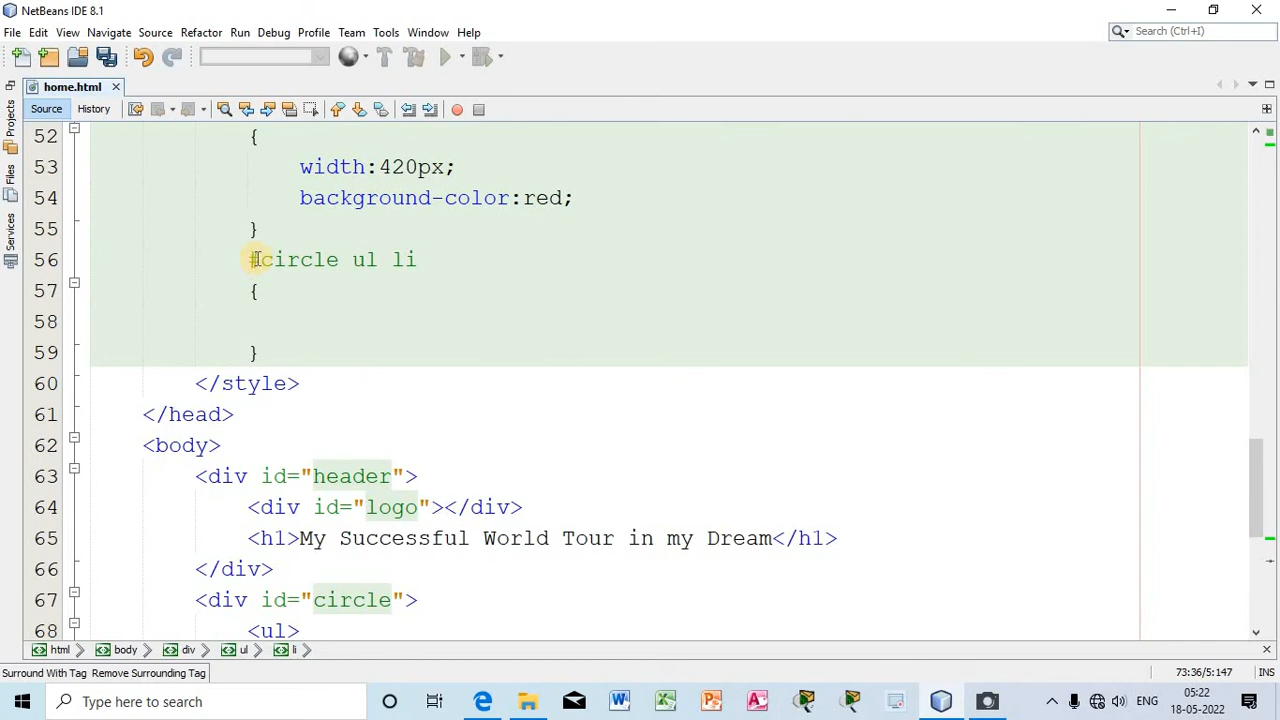 NetBeans IDE 8.1
File Edit View Navigate Source Refactor Run Debug Profile Team Tools Window Help
Search (Ctrl+I)
home.html
Source History
Projects
Files
Services
52 {
53 width:420px;
54 background-color:red;
55 }
56 #circle ul li
57 {
58
59 }
60 </style>
61 </head>
62 <body>
63 <div id="header">
64 <div id="logo"></div>
65 <h1>My Successful World Tour in my Dream</h1>
66 </div>
67 <div id="circle">
68 <ul>
html body div ul li
Surround With Tag Remove Surrounding Tag
73:36/5:147 INS
Type here to search
ENG
05:22
18-05-2022